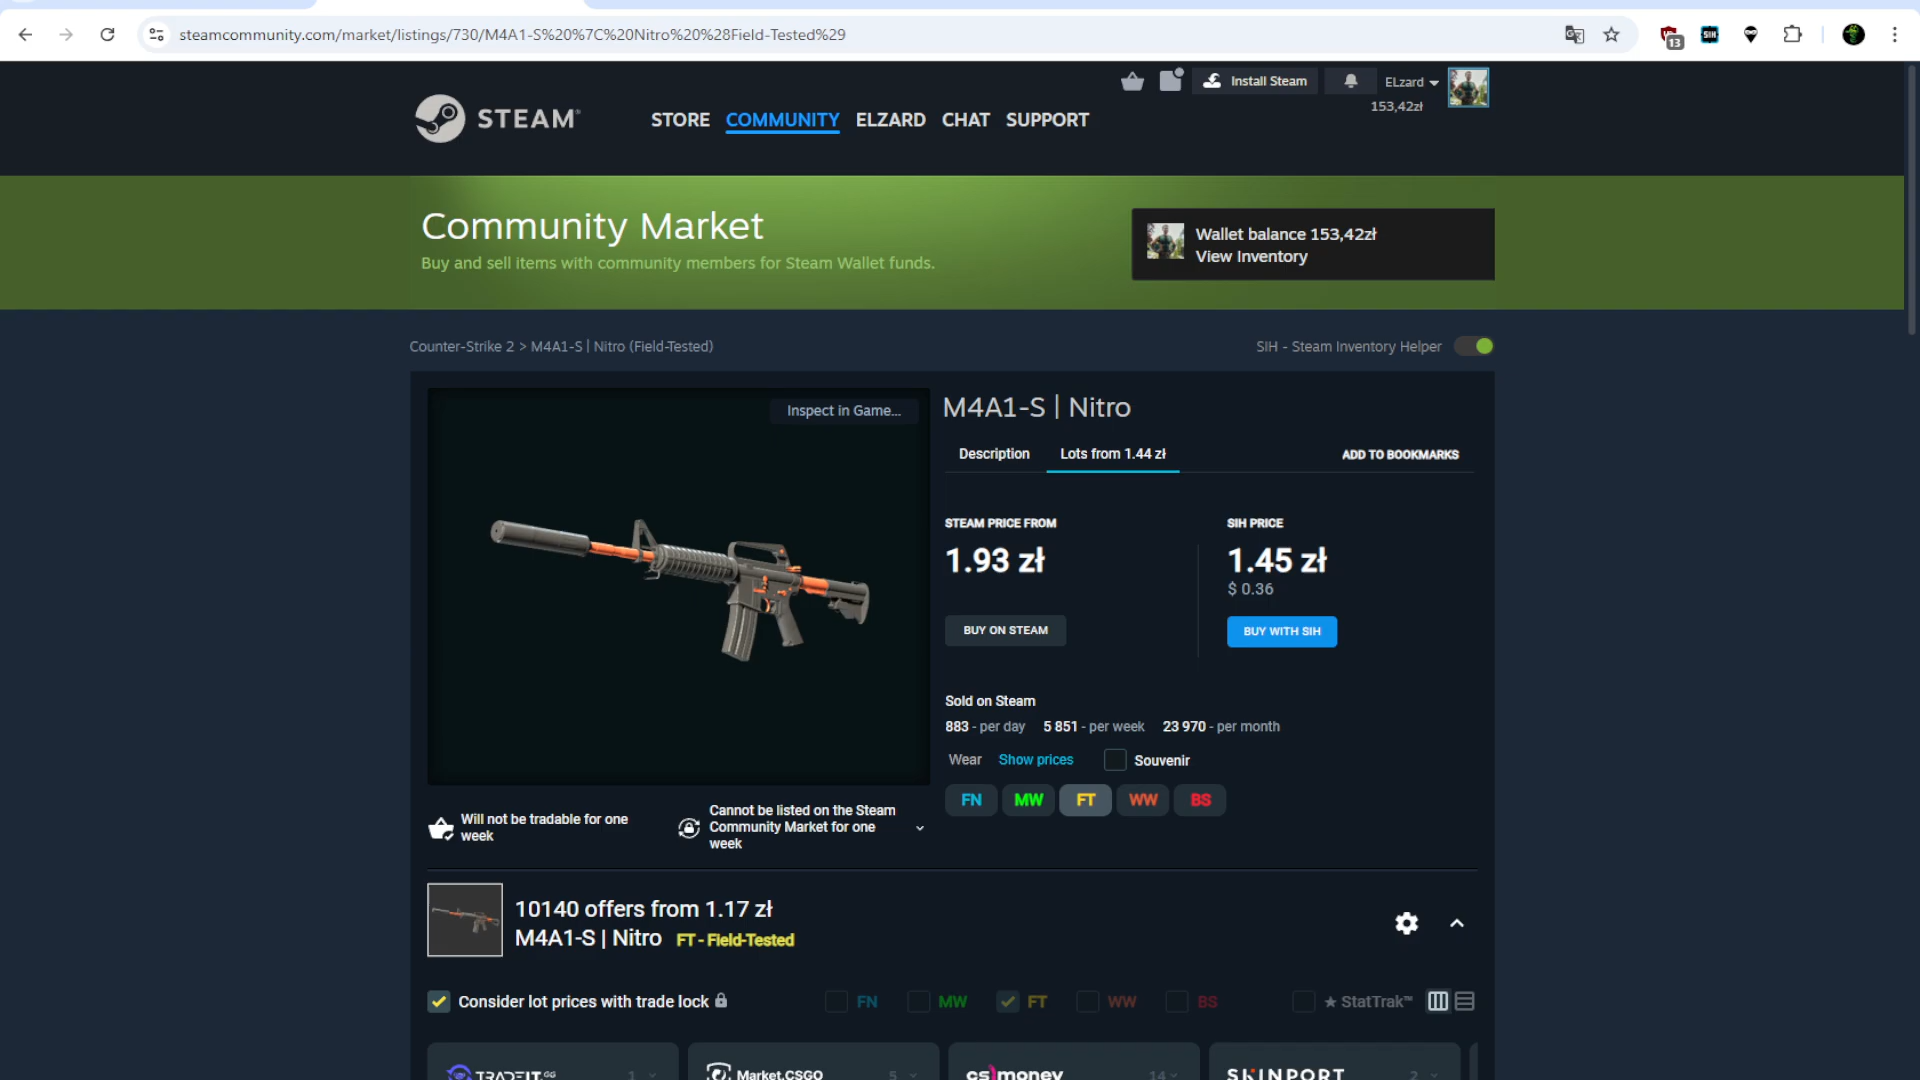 steamcommunity.com/market/listings/730/M4A1-S%20%7C%20Nitro%20%28Field-Tested%29
13
SIH
Install Steam
ELzard
153,42zł
STEAM®
STORE COMMUNITY ELZARD CHAT SUPPORT
Community Market
Buy and sell items with community members for Steam Wallet funds.
Wallet balance 153,42zł
View Inventory
Counter-Strike 2 > M4A1-S | Nitro (Field-Tested)
SIH - Steam Inventory Helper
Inspect in Game...
M4A1-S | Nitro
Description Lots from 1.44 zł ADD TO BOOKMARKS
STEAM PRICE FROM
1.93 zł
BUY ON STEAM
SIH PRICE
1.45 zł
$ 0.36
BUY WITH SIH
Sold on Steam
883 - per day 5 851 - per week 23 970 - per month
Wear Show prices Souvenir
FN MW FT WW BS
Will not be tradable for one
week
Cannot be listed on the Steam
Community Market for one
week
10140 offers from 1.17 zł
M4A1-S | Nitro FT - Field-Tested
Consider lot prices with trade lock FN MW FT WW BS ★ StatTrak™
TRADEIT.GG 1 Market.CSGO 5 cs money 14 SKINPORT 2